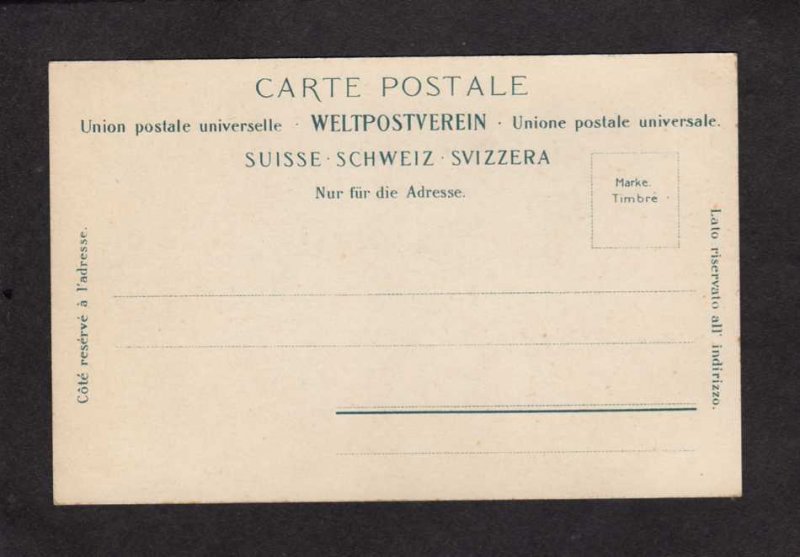 CARTE POSTALE
Union postale universelle · WELTPOSTVEREIN · Unione postale universale.
SUISSE · SCHWEIZ · SVIZZERA
Nur für die Adresse.
Marke.
Timbre
Côté resérvé à l'adresse.
Lato riservato all' indirizzo.